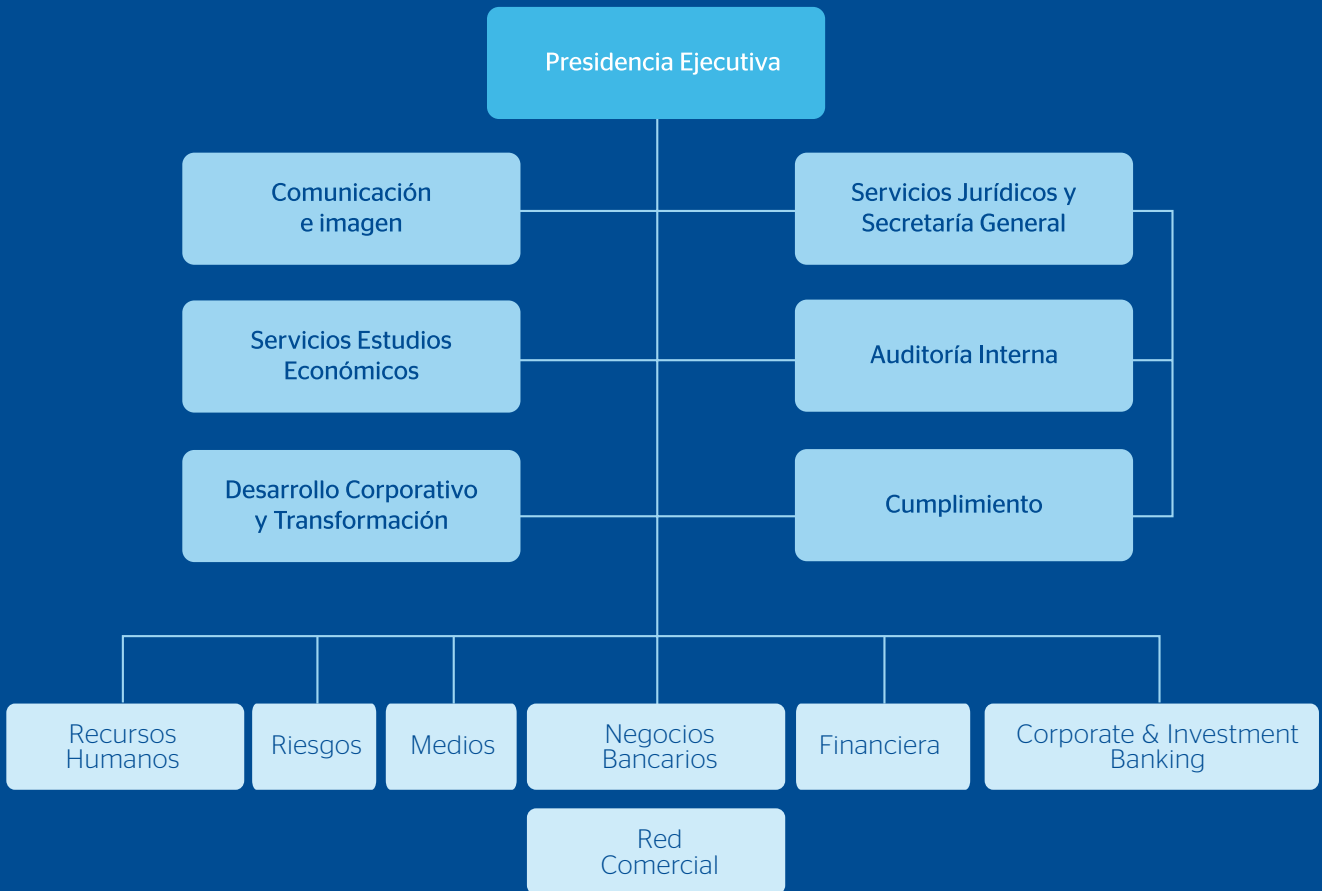 Presidencia Ejecutiva
Comunicación
e imagen
Servicios Jurídicos y
Secretaría General
Servicios Estudios
Económicos
Auditoría Interna
Desarrollo Corporativo
y Transformación
Cumplimiento
Recursos
Humanos
Riesgos
Medios
Negocios
Bancarios
Financiera
Corporate & Investment
Banking
Red
Comercial